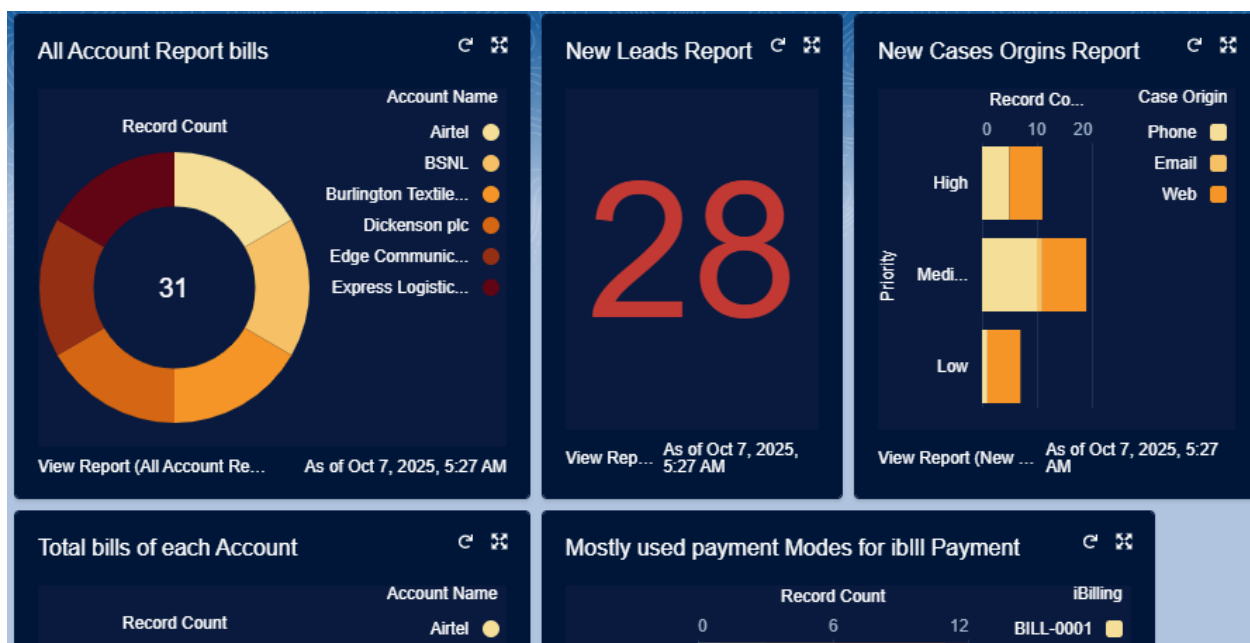 All Account Report bills
Account Name
Record Count
Airtel
BSNL
Burlington Textile...
Dickenson plc
Edge Communic...
Express Logistic...
31
View Report (All Account Re...
As of Oct 7, 2025, 5:27 AM
New Leads Report
28
View Rep...
As of Oct 7, 2025,
5:27 AM
New Cases Orgins Report
Record Co...
Case Origin
0 10 20
Phone
Email
Web
Priority
High
Medi...
Low
View Report (New ...
As of Oct 7, 2025, 5:27
AM
Total bills of each Account
Account Name
Record Count
Airtel
Mostly used payment Modes for iblll Payment
Record Count
iBilling
0 6 12
BILL-0001